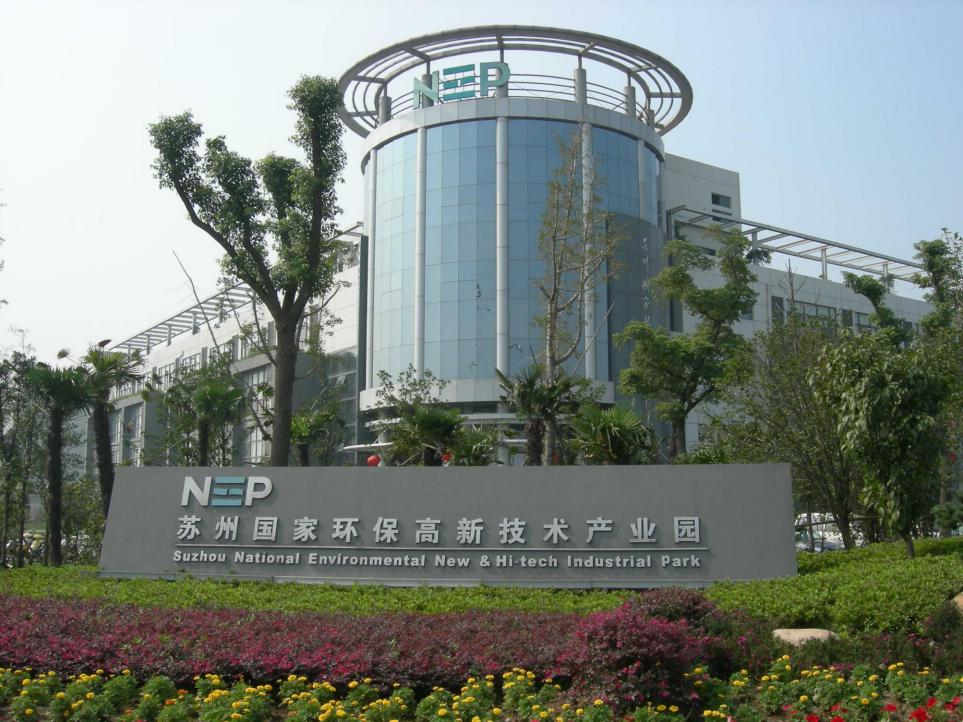 NEP
NEP
苏州国家环保高新技术产业园
Suzhou National Environmental New & Hi-tech Industrial Park